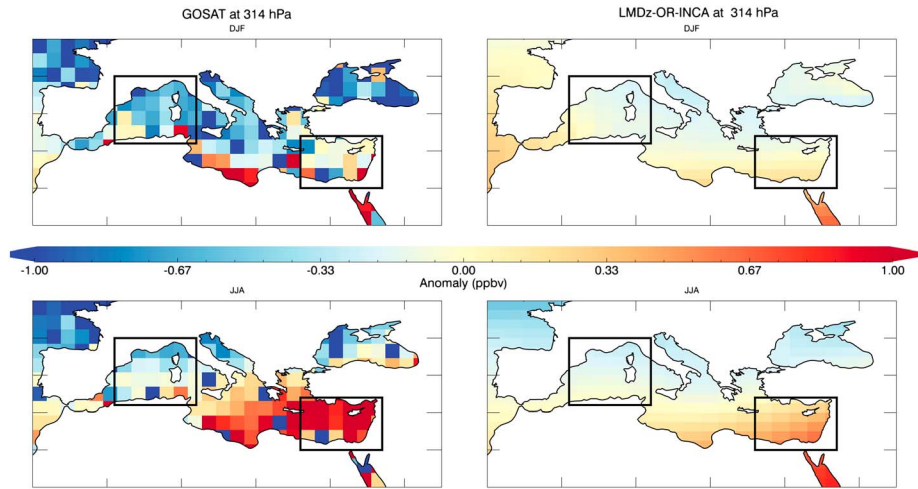 GOSAT at 314 hPa
DJF
LMDz-OR-INCA at 314 hPa
DJF
-1.00 -0.67 -0.33 0.00 0.33 0.67 1.00
Anomaly (ppbv)
JJA
JJA